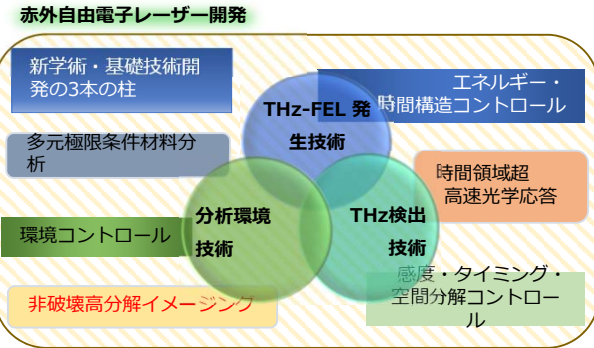 赤外自由電子レーザー開発
新学術・基礎技術開
発の3本の柱
THz-FEL 発
生技術
エネルギー・
時間構造コントロール
多元極限条件材料分
析
時間領域超
高速光学応答
分析環境
技術
THz検出
技術
環境コントロール
感度・タイミング・
空間分解コントロー
ル
非破壊高分解イメージング